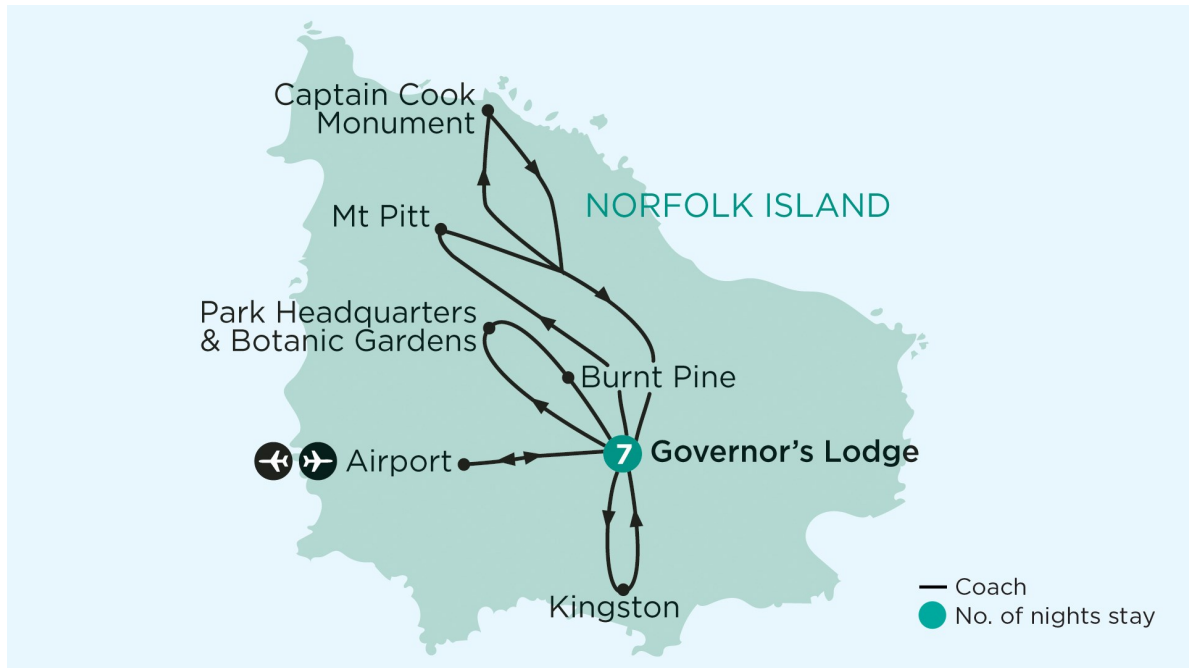 Captain Cook
Monument
Mt Pitt
NORFOLK ISLAND
Park Headquarters
& Botanic Gardens
Burnt Pine
7 Governor's Lodge
Airport
Kingston
Coach
No. of nights stay